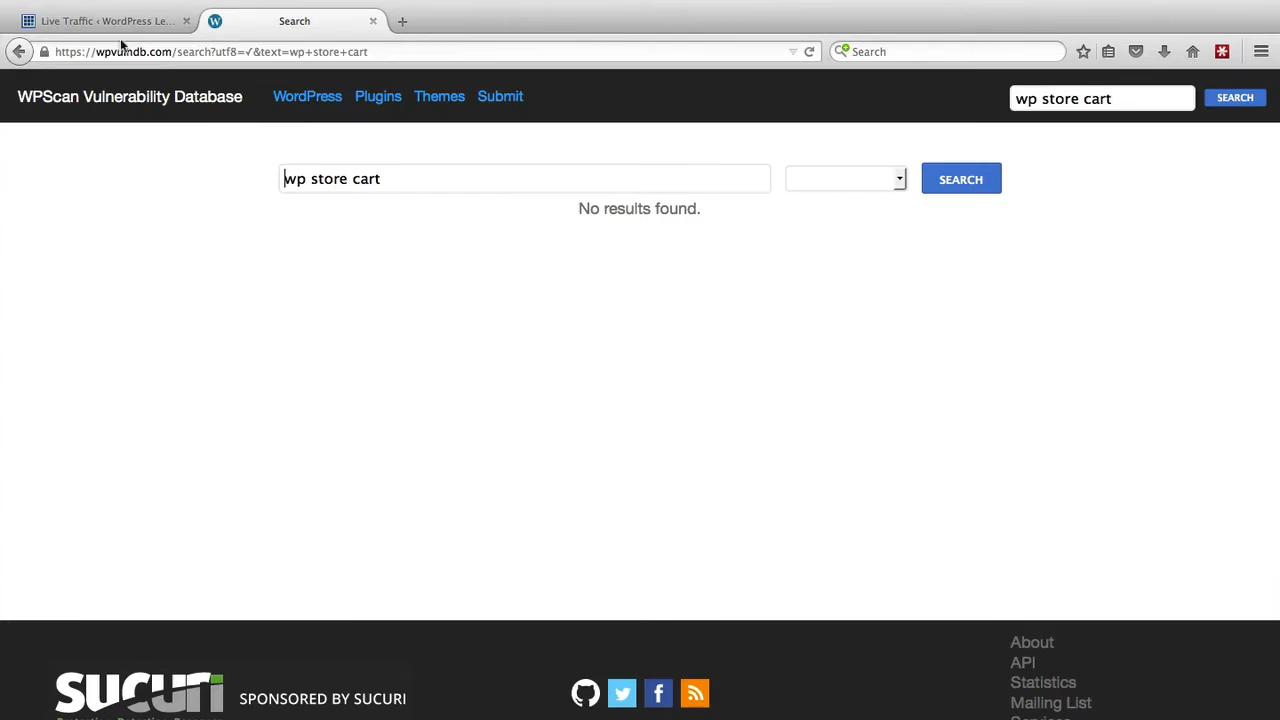 Live Traffic ‹ WordPress Le...
Search
https://wpvulndb.com/search?utf8=✓&text=wp+store+cart
Search
WPScan Vulnerability Database
WordPress
Plugins
Themes
Submit
wp store cart
SEARCH
wp store cart
SEARCH
No results found.
SUCURI
SPONSORED BY SUCURI
About
API
Statistics
Mailing List